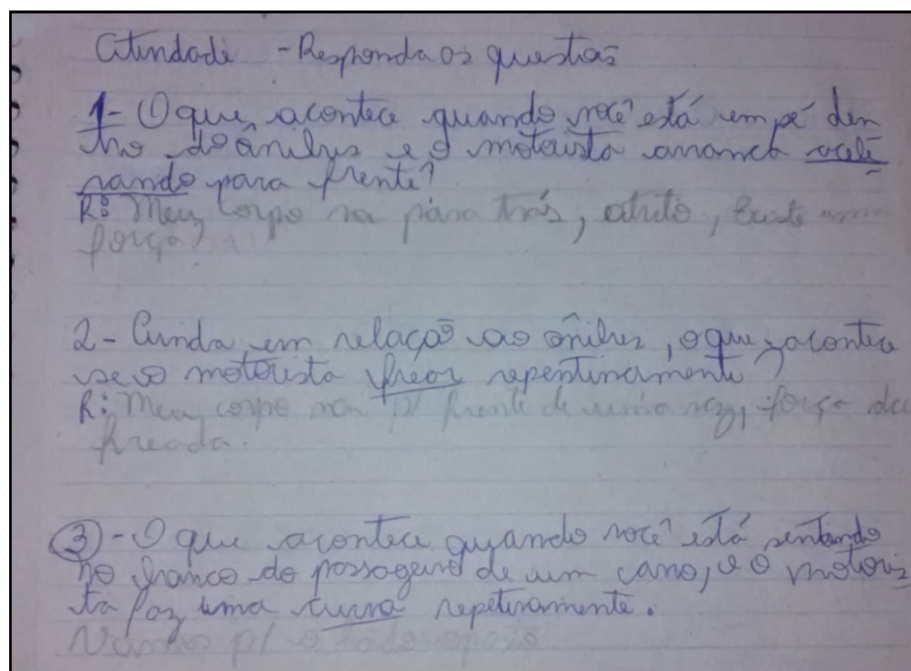 Atividade - Responda as questões
1- O que acontece quando você está em pé den
tro do ônibus e o motorista arranca acele
rando para frente?
R: Meu corpo vai para trás, atrito, Existe uma
força?
2- Ainda em relação ao ônibus, o que acontece
se o motorista frear repentinamente?
R: Meu corpo vai p/ frente de uma vez, força da
freada.
3 - O que acontece quando você está sentando
no banco do passageiro de um carro, e o motoris
ta faz uma curva repetinamente.
Vamos p/ o lado oposto